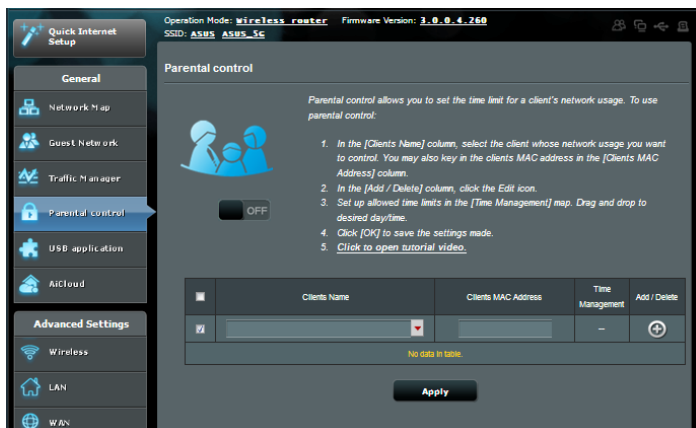 Quick Internet
Setup
Operation Mode: Wireless router Firmware Version: 3.0.0.4.260
SSID: ASUS ASUS_5G
General
Network Map
Guest Network
Traffic Manager
Parental control
USB application
AiCloud
Advanced Settings
Wireless
LAN
WAN
Parental control
Parental control allows you to set the time limit for a client's network usage. To use
parental control:
1. In the [Clients Name] column, select the client whose network usage you want
to control. You may also key in the clients MAC address in the [Clients MAC
Address] column.
2. In the [Add / Delete] column, click the Edit icon.
3. Set up allowed time limits in the [Time Management] map. Drag and drop to
desired day/time.
4. Click [OK] to save the settings made.
5. Click to open tutorial video.
OFF
Clients Name Clients MAC Address Time
Management Add / Delete
–
No data in table.
Apply